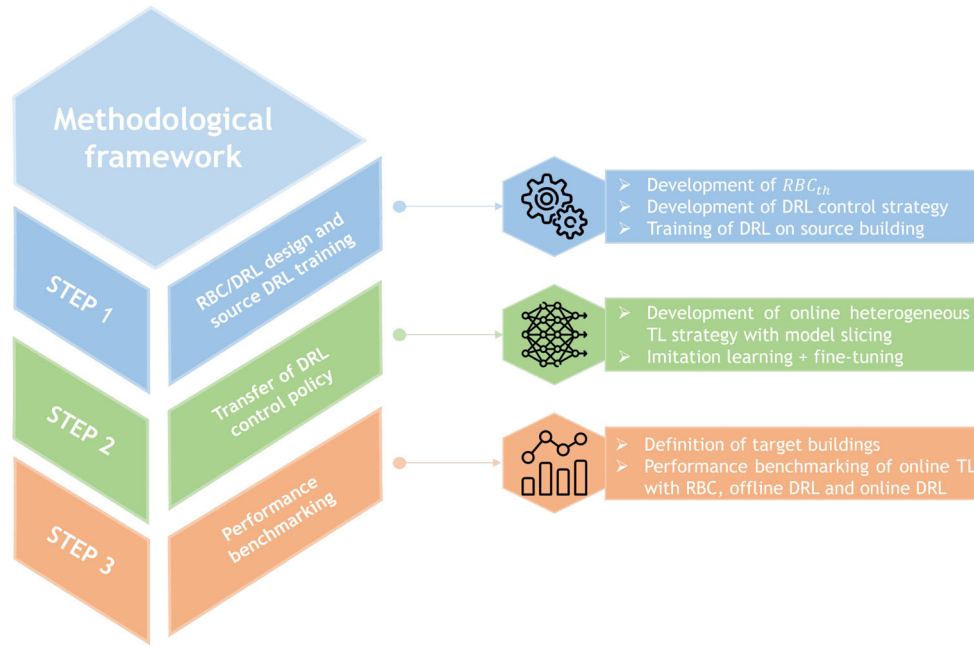 Methodological
framework
STEP 1
RBC/DRL design and
source DRL training
➢ Development of RBC_th
➢ Development of DRL control strategy
➢ Training of DRL on source building
STEP 2
Transfer of DRL
control policy
➢ Development of online heterogeneous
TL strategy with model slicing
➢ Imitation learning + fine-tuning
STEP 3
Performance
benchmarking
➢ Definition of target buildings
➢ Performance benchmarking of online TL
with RBC, offline DRL and online DRL